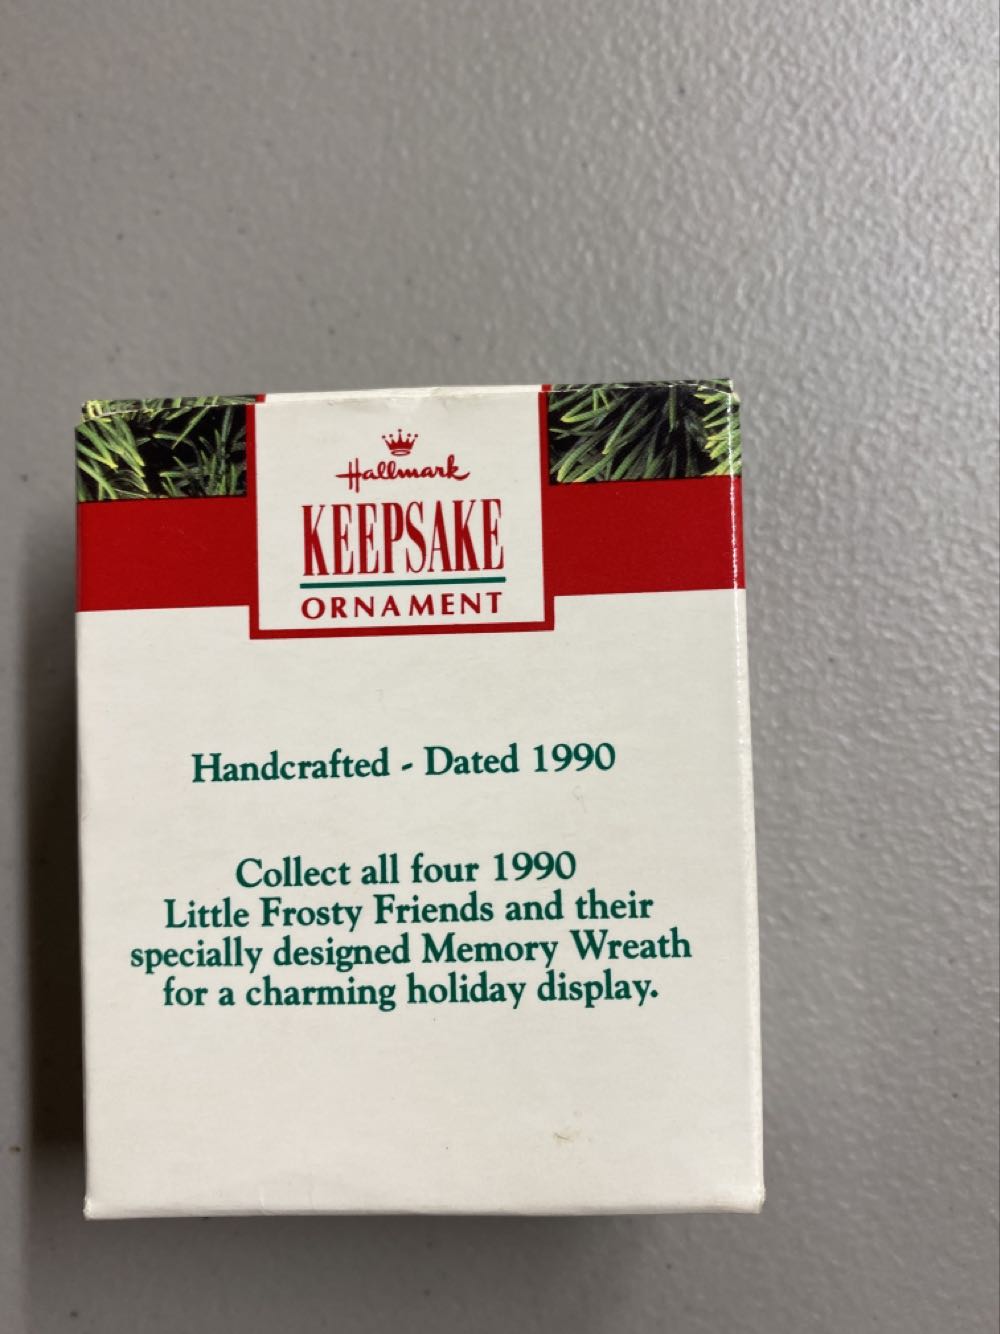 Hallmark
KEEPSAKE
ORNAMENT
Handcrafted - Dated 1990
Collect all four 1990
Little Frosty Friends and their
specially designed Memory Wreath
for a charming holiday display.